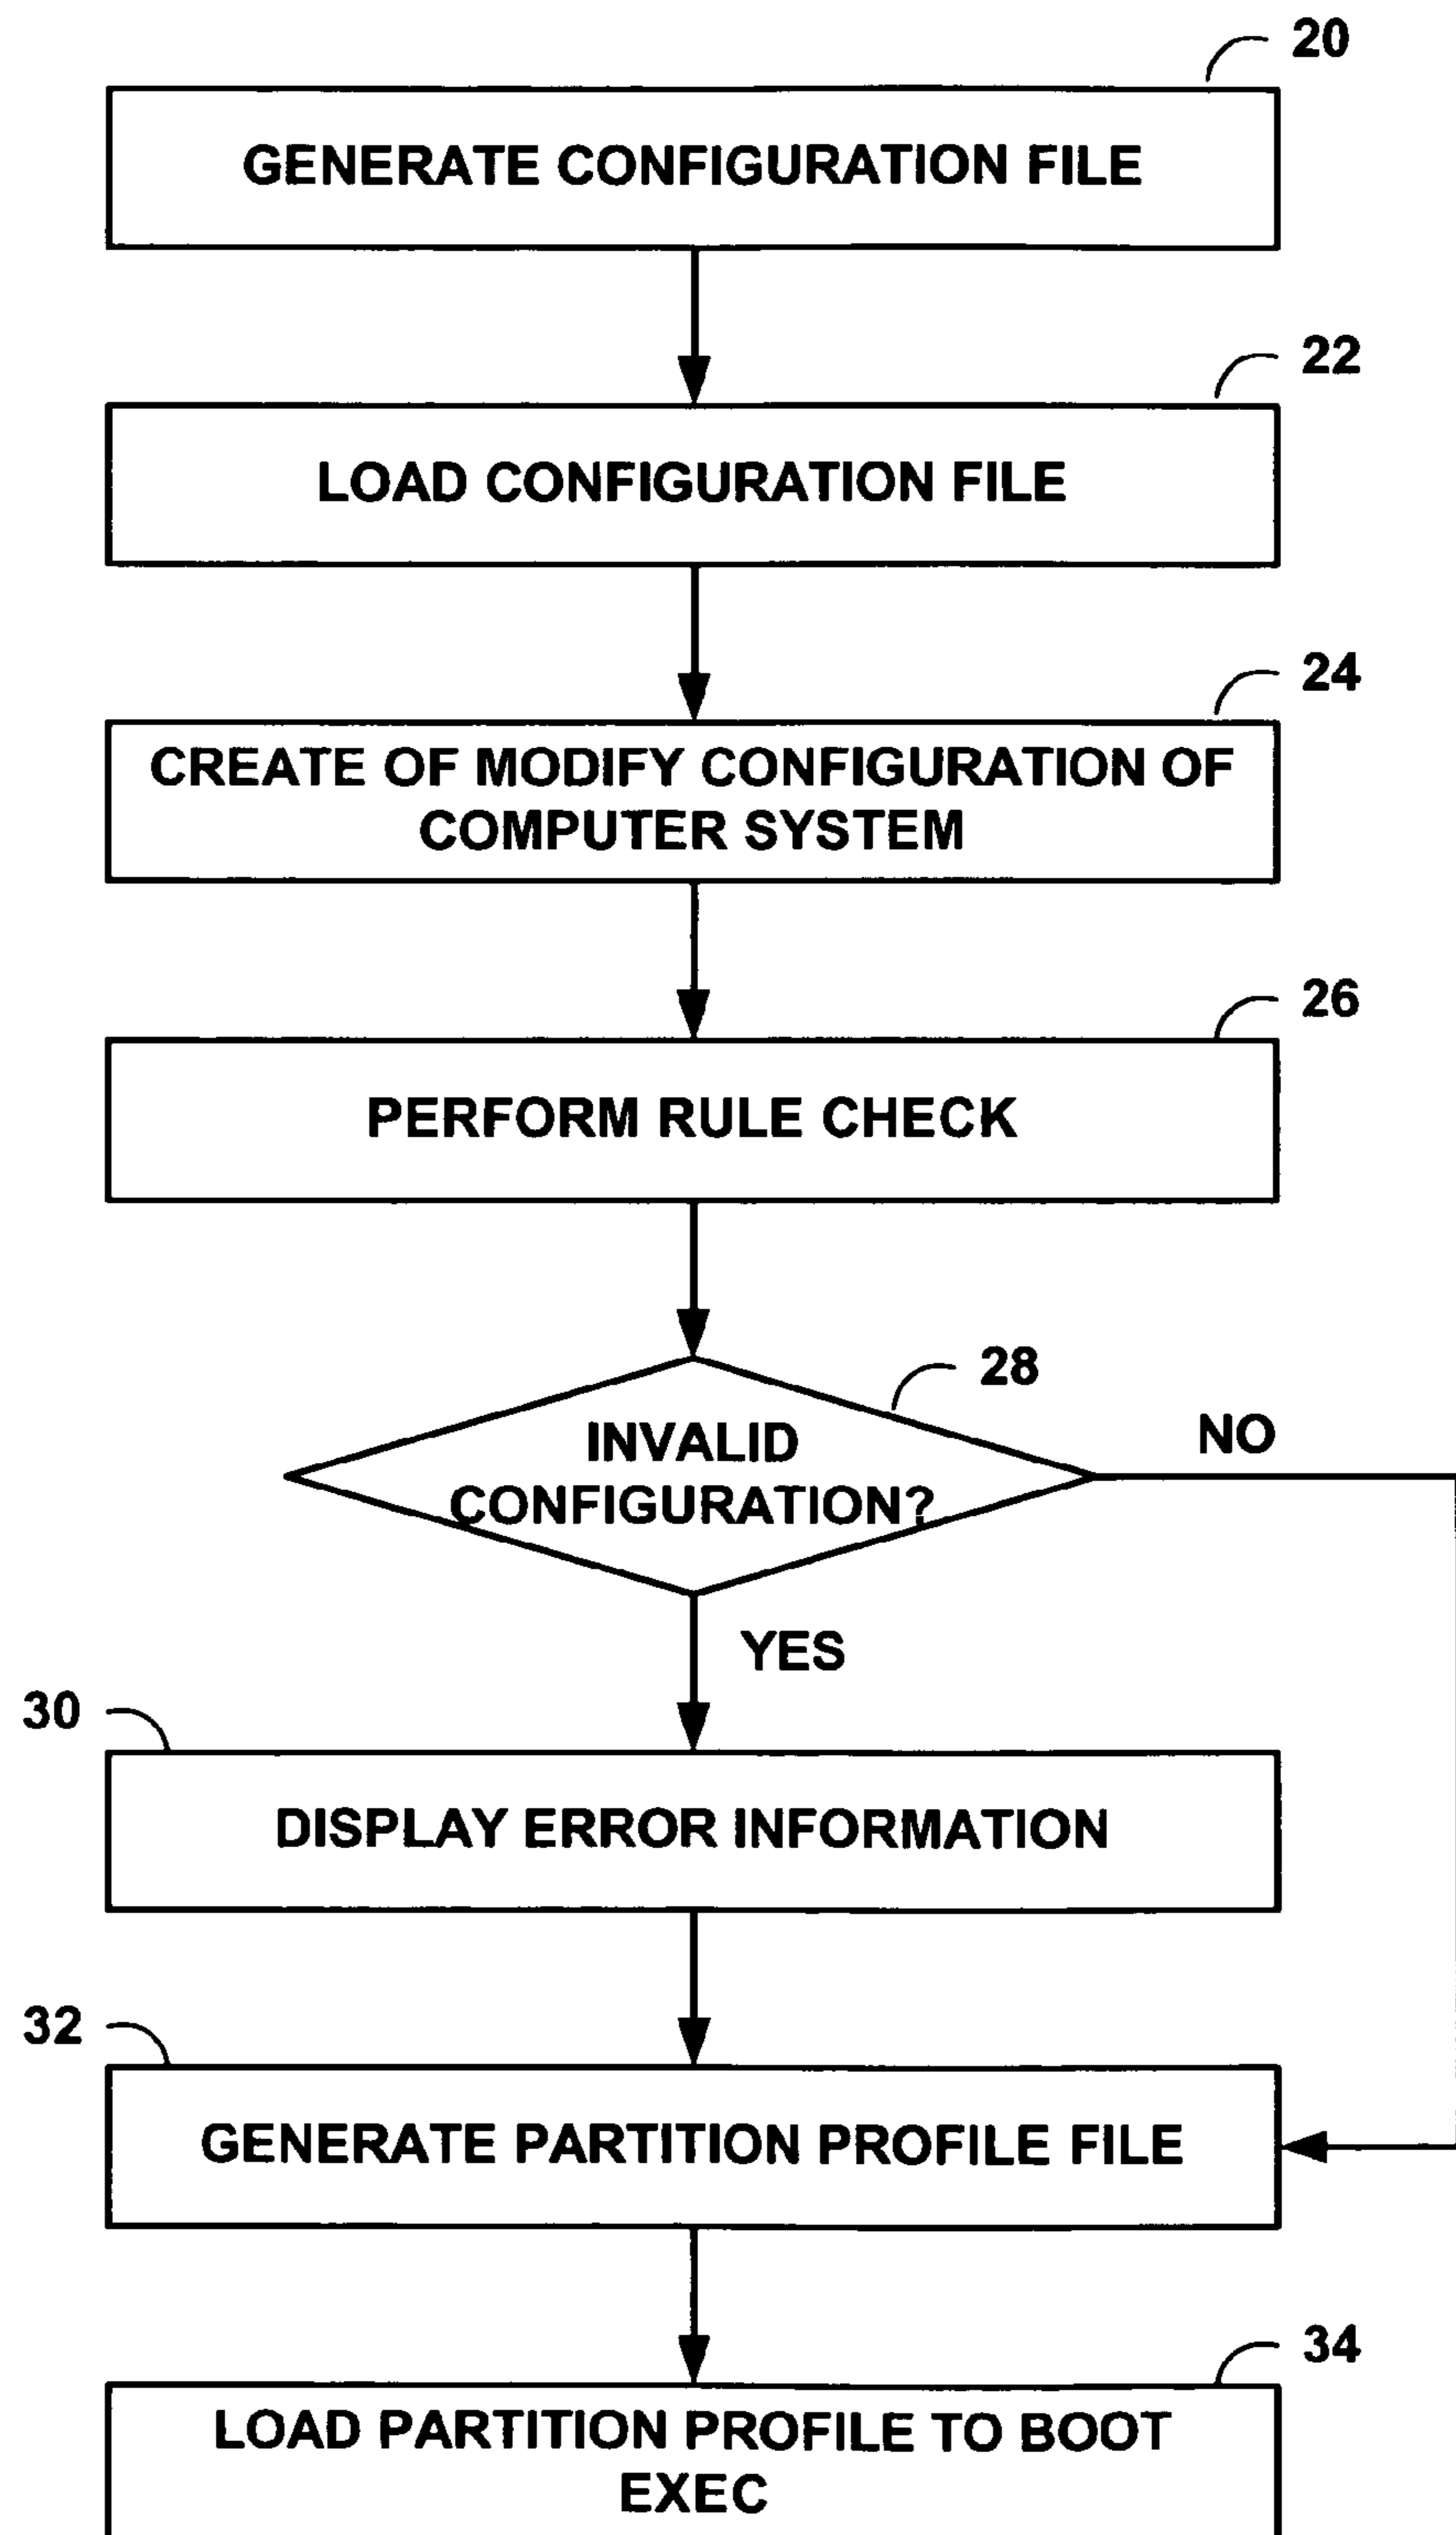 20
GENERATE CONFIGURATION FILE
22
LOAD CONFIGURATION FILE
24
CREATE OF MODIFY CONFIGURATION OF
COMPUTER SYSTEM
26
PERFORM RULE CHECK
28
INVALID
CONFIGURATION?
NO
YES
30
DISPLAY ERROR INFORMATION
32
GENERATE PARTITION PROFILE FILE
34
LOAD PARTITION PROFILE TO BOOT
EXEC